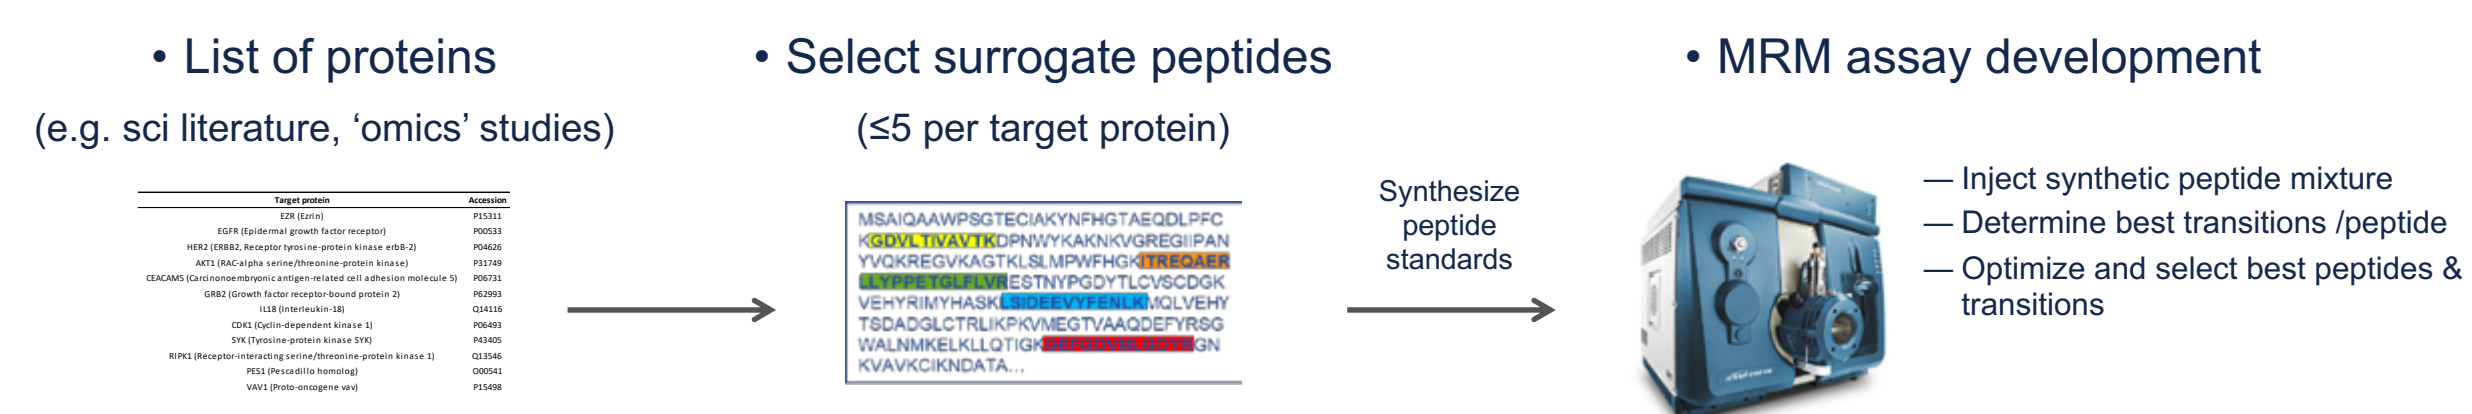 • List of proteins
(e.g. sci literature, ‘omics’ studies)
Target protein Accession
EZR (Ezrin) P15311
EGFR (Epidermal growth factor receptor) P00533
HER2 (ERBB2, Receptor tyrosine-protein kinase erbB-2) P04626
AKT1 (RAC-alpha serine/threonine-protein kinase) P31749
CEACAM5 (Carcinonoembryonic antigen-related cell adhesion molecule 5) P06731
GRB2 (Growth factor receptor-bound protein 2) P62993
IL18 (Interleukin-18) Q14116
CDK1 (Cyclin-dependent kinase 1) P06493
SYK (Tyrosine-protein kinase SYK) P43405
RIPK1 (Receptor-interacting serine/threonine-protein kinase 1) Q13546
PES1 (Pescadillo homolog) O00541
VAV1 (Proto-oncogene vav) P15498
• Select surrogate peptides
(≤5 per target protein)
MSAIQAAWPSGTECIAKYNFHGTAEQDLPFC
KGDVLTIVAVTKDPNWYKAKNKVGREGIIPAN
YVQKREGVKAGTKLSLMPWFHGKITREQAER
LLYPPETGLFLVRESTNYPGDYTLCVSCDGK
VEHYRIMYHASKLSIDEEVYFENLKMQLVEHY
TSDADGLCTRLIKPKVMEGTVAAQDEFYRSG
WALNMKELKLLQTIGKGEFGDVMLGDYRGN
KVAVKCIKNDATA...
Synthesize
peptide
standards
• MRM assay development
— Inject synthetic peptide mixture
— Determine best transitions /peptide
— Optimize and select best peptides &
transitions